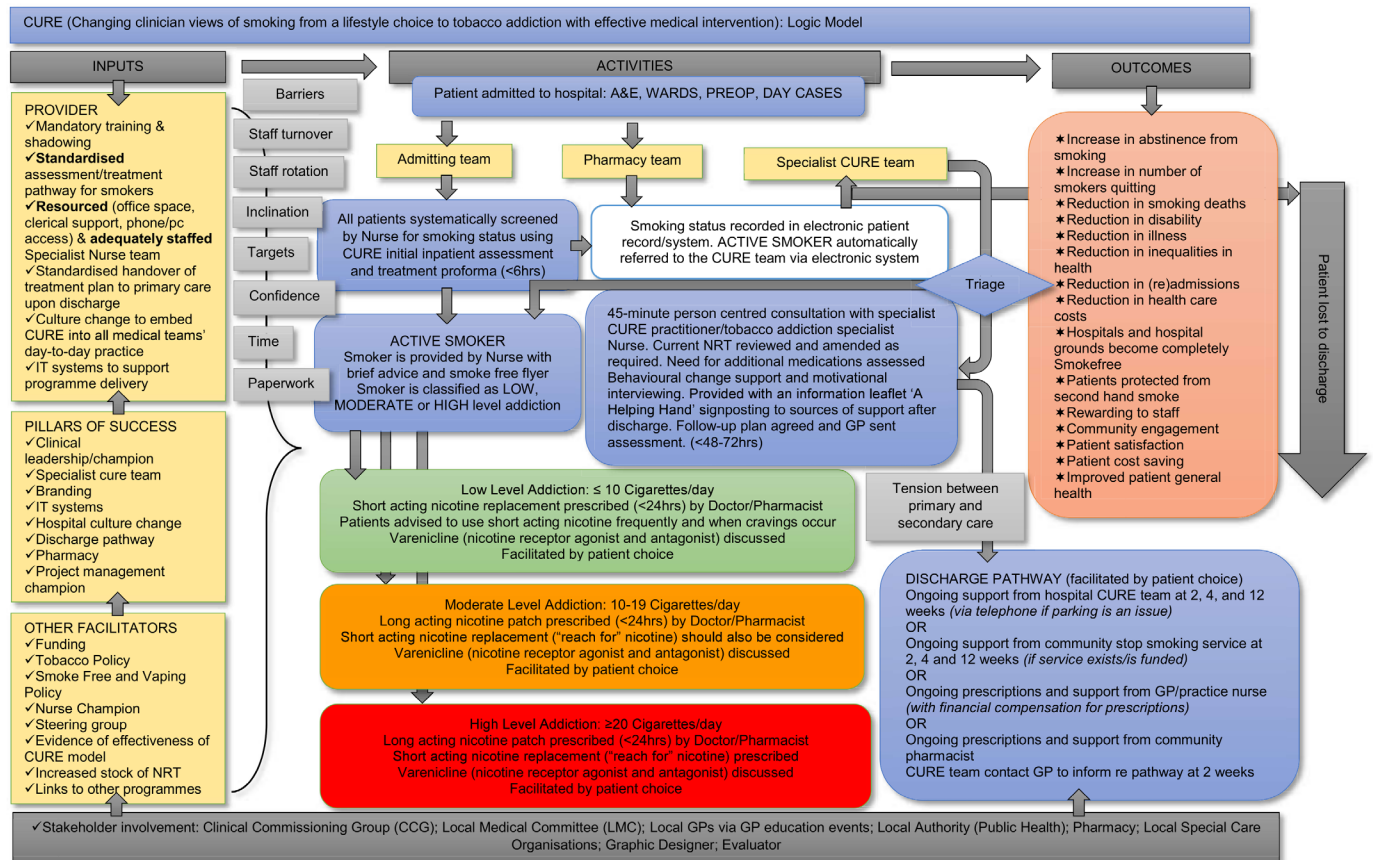 CURE (Changing clinician views of smoking from a lifestyle choice to tobacco addiction with effective medical intervention): Logic Model
INPUTS
ACTIVITIES
OUTCOMES
PROVIDER
✓Mandatory training &
shadowing
✓Standardised
assessment/treatment
pathway for smokers
✓Resourced (office space,
clerical support, phone/pc
access) & adequately staffed
Specialist Nurse team
✓Standardised handover of
treatment plan to primary care
upon discharge
✓Culture change to embed
CURE into all medical teams'
day-to-day practice
✓IT systems to support
programme delivery
PILLARS OF SUCCESS
✓Clinical
leadership/champion
✓Specialist cure team
✓Branding
✓IT systems
✓Hospital culture change
✓Discharge pathway
✓Pharmacy
✓Project management
champion
OTHER FACILITATORS
✓Funding
✓Tobacco Policy
✓Smoke Free and Vaping
Policy
✓Nurse Champion
✓Steering group
✓Evidence of effectiveness of
CURE model
✓Increased stock of NRT
✓Links to other programmes
Barriers
Staff turnover
Staff rotation
Inclination
Targets
Confidence
Time
Paperwork
Patient admitted to hospital: A&E, WARDS, PREOP, DAY CASES
Admitting team
Pharmacy team
Specialist CURE team
All patients systematically screened
by Nurse for smoking status using
CURE initial inpatient assessment
and treatment proforma (<6hrs)
Smoking status recorded in electronic patient
record/system. ACTIVE SMOKER automatically
referred to the CURE team via electronic system
Triage
ACTIVE SMOKER
Smoker is provided by Nurse with
brief advice and smoke free flyer
Smoker is classified as LOW,
MODERATE or HIGH level addiction
45-minute person centred consultation with specialist
CURE practitioner/tobacco addiction specialist
Nurse. Current NRT reviewed and amended as
required. Need for additional medications assessed
Behavioural change support and motivational
interviewing. Provided with an information leaflet 'A
Helping Hand' signposting to sources of support after
discharge. Follow-up plan agreed and GP sent
assessment. (<48-72hrs)
Low Level Addiction: ≤ 10 Cigarettes/day
Short acting nicotine replacement prescribed (<24hrs) by Doctor/Pharmacist
Patients advised to use short acting nicotine frequently and when cravings occur
Varenicline (nicotine receptor agonist and antagonist) discussed
Facilitated by patient choice
Moderate Level Addiction: 10-19 Cigarettes/day
Long acting nicotine patch prescribed (<24hrs) by Doctor/Pharmacist
Short acting nicotine replacement ("reach for" nicotine) should also be considered
Varenicline (nicotine receptor agonist and antagonist) discussed
Facilitated by patient choice
High Level Addiction: ≥20 Cigarettes/day
Long acting nicotine patch prescribed (<24hrs) by Doctor/Pharmacist
Short acting nicotine replacement ("reach for" nicotine) prescribed
Varenicline (nicotine receptor agonist and antagonist) discussed
Facilitated by patient choice
Tension between
primary and
secondary care
DISCHARGE PATHWAY (facilitated by patient choice)
Ongoing support from hospital CURE team at 2, 4, and 12
weeks (via telephone if parking is an issue)
OR
Ongoing support from community stop smoking service at
2, 4 and 12 weeks (if service exists/is funded)
OR
Ongoing prescriptions and support from GP/practice nurse
(with financial compensation for prescriptions)
OR
Ongoing prescriptions and support from community
pharmacist
CURE team contact GP to inform re pathway at 2 weeks
✶Increase in abstinence from
smoking
✶Increase in number of
smokers quitting
✶Reduction in smoking deaths
✶Reduction in disability
✶Reduction in illness
✶Reduction in inequalities in
health
✶Reduction in (re)admissions
✶Reduction in health care
costs
✶Hospitals and hospital
grounds become completely
Smokefree
✶Patients protected from
second hand smoke
✶Rewarding to staff
✶Community engagement
✶Patient satisfaction
✶Patient cost saving
✶Improved patient general
health
Patient lost to discharge
✓Stakeholder involvement: Clinical Commissioning Group (CCG); Local Medical Committee (LMC); Local GPs via GP education events; Local Authority (Public Health); Pharmacy; Local Special Care
Organisations; Graphic Designer; Evaluator